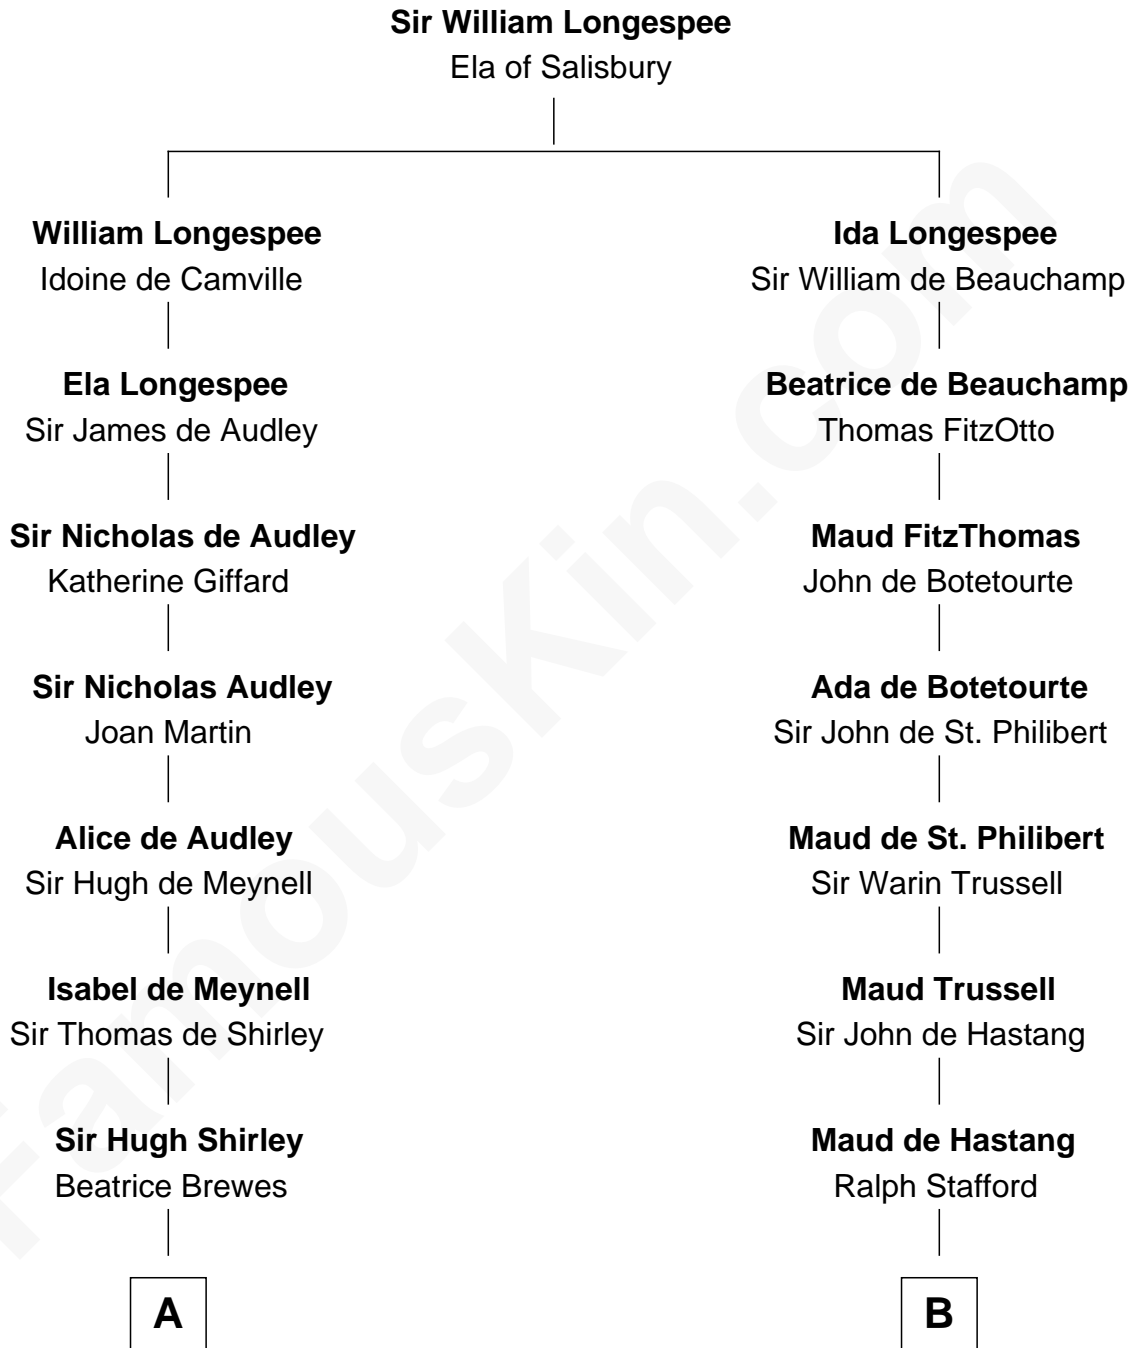 Sir William Longespee
Ela of Salisbury
William Longespee
Idoine de Camville
Ida Longespee
Sir William de Beauchamp
Ela Longespee
Sir James de Audley
Beatrice de Beauchamp
Thomas FitzOtto
Sir Nicholas de Audley
Katherine Giffard
Maud FitzThomas
John de Botetourte
Sir Nicholas Audley
Joan Martin
Ada de Botetourte
Sir John de St. Philibert
Alice de Audley
Sir Hugh de Meynell
Maud de St. Philibert
Sir Warin Trussell
Isabel de Meynell
Sir Thomas de Shirley
Maud Trussell
Sir John de Hastang
Sir Hugh Shirley
Beatrice Brewes
Maud de Hastang
Ralph Stafford
A
B
FamousKin.com